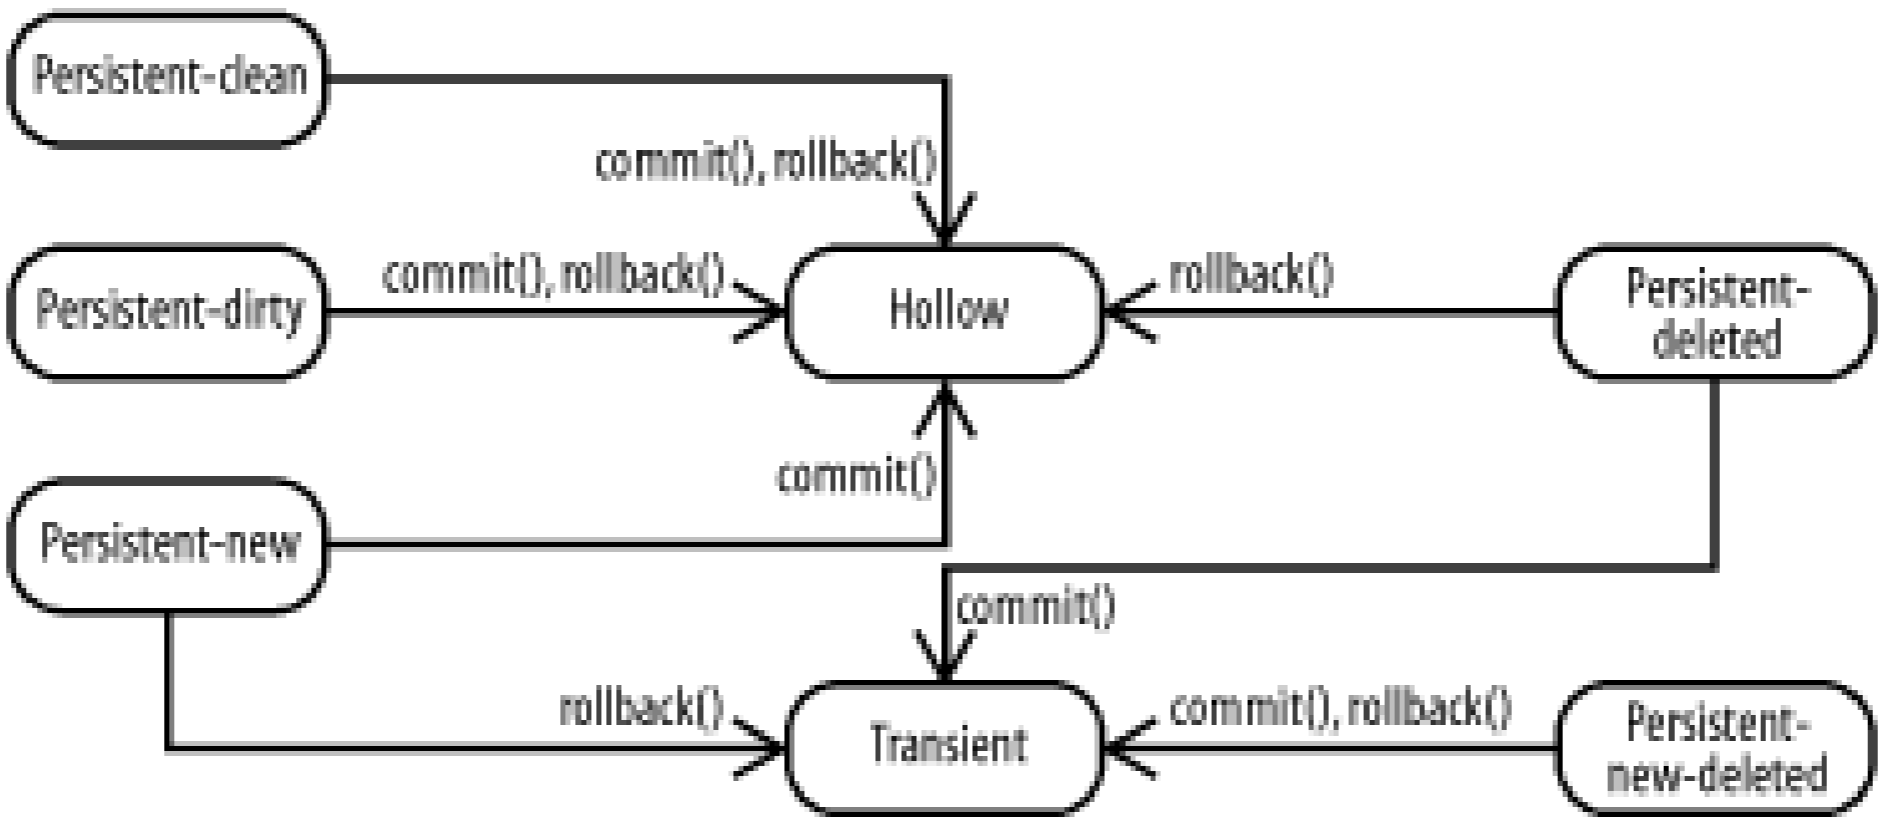 Persistent-clean
commit(), rollback()
Persistent-dirty
commit(), rollback()
Hollow
rollback()
Persistent-
deleted
commit()
Persistent-new
commit()
rollback()
Transient
commit(), rollback()
Persistent-
new-deleted